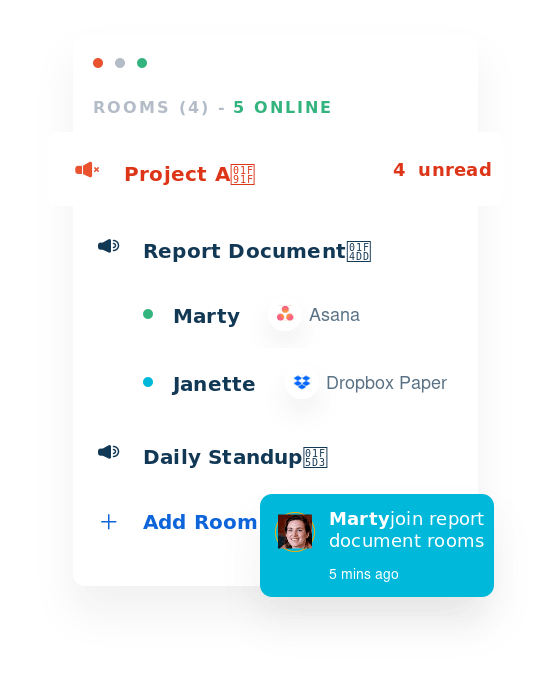 ROOMS (4) - 5 ONLINE
Project A
4 unread
Report Document
Marty Asana
Janette Dropbox Paper
Daily Standup
+ Add Room
Martyjoin report
document rooms
5 mins ago